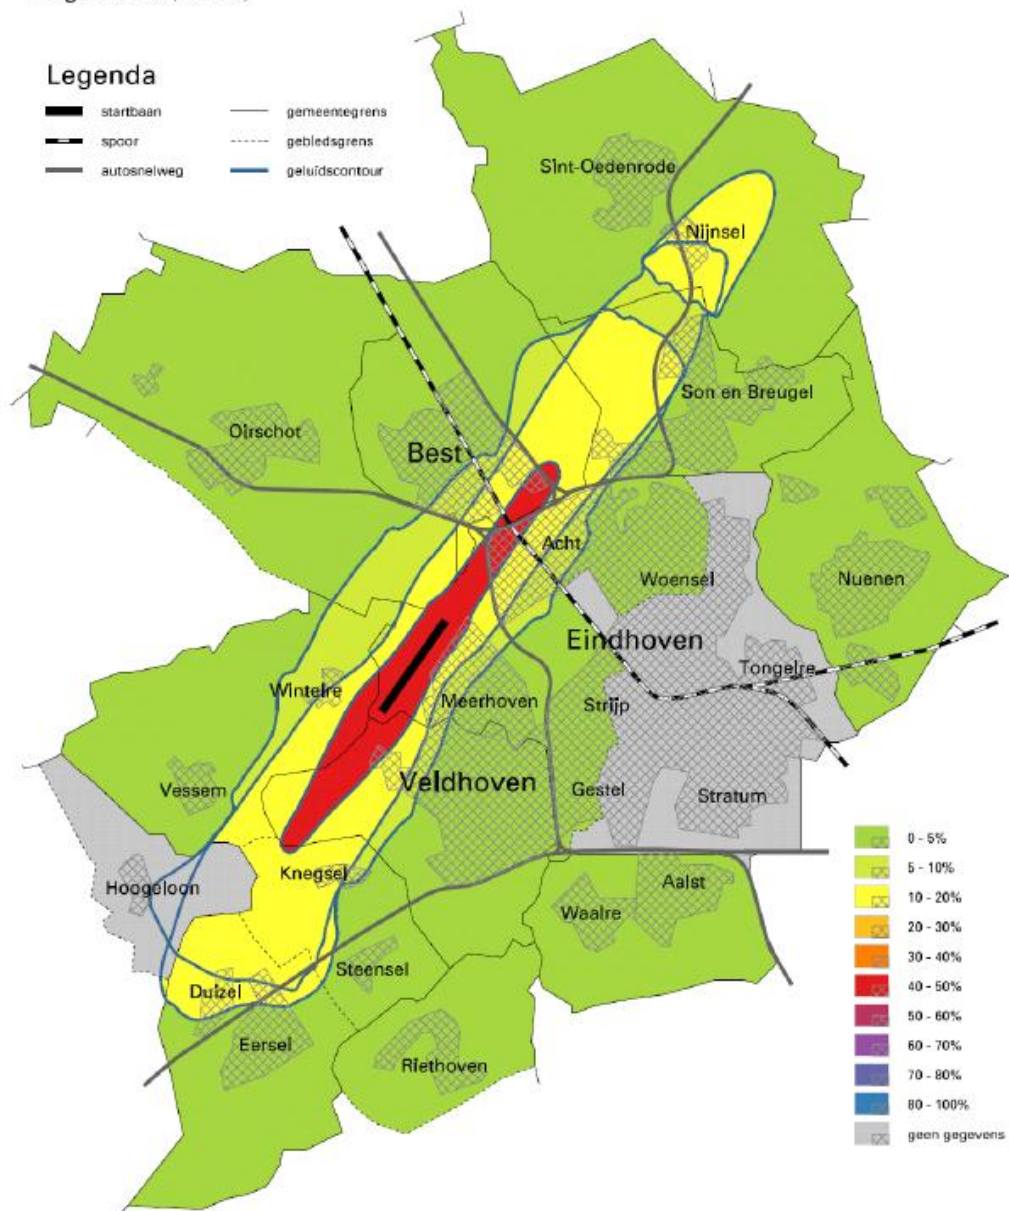 Legenda
startbaan
gemeentegrens
spoor
gebiedsgrens
autosnelweg
geluidscontour
Sint-Oedenrode
Nijnsel
Son en Breugel
Oirschot
Best
Acht
Woensel
Nuenen
Eindhoven
Tongelre
Wintelre
Meerhoven
Strijp
Vessem
Veldhoven
Gestel
Stratum
Hoogeloon
Knegsel
Aalst
Waalre
Steensel
Duizel
Eersel
Riethoven
0 - 5%
5 - 10%
10 - 20%
20 - 30%
30 - 40%
40 - 50%
50 - 60%
60 - 70%
70 - 80%
80 - 100%
geen gegevens